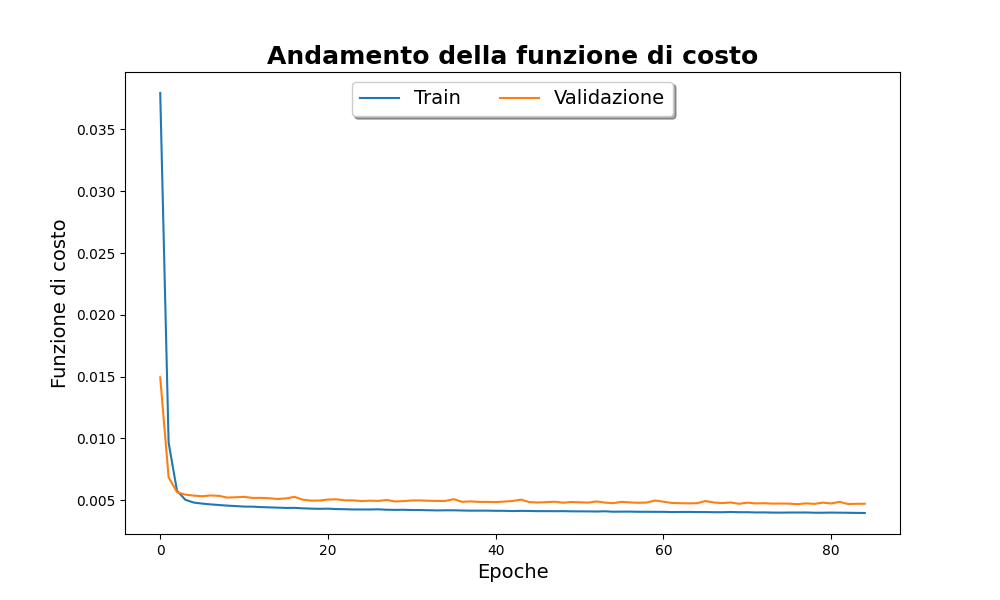 Andamento della funzione di costo
Train Validazione
0.035
0.030
0.025
0.020
0.015
0.010
0.005
Funzione di costo
0 20 40 60 80
Epoche